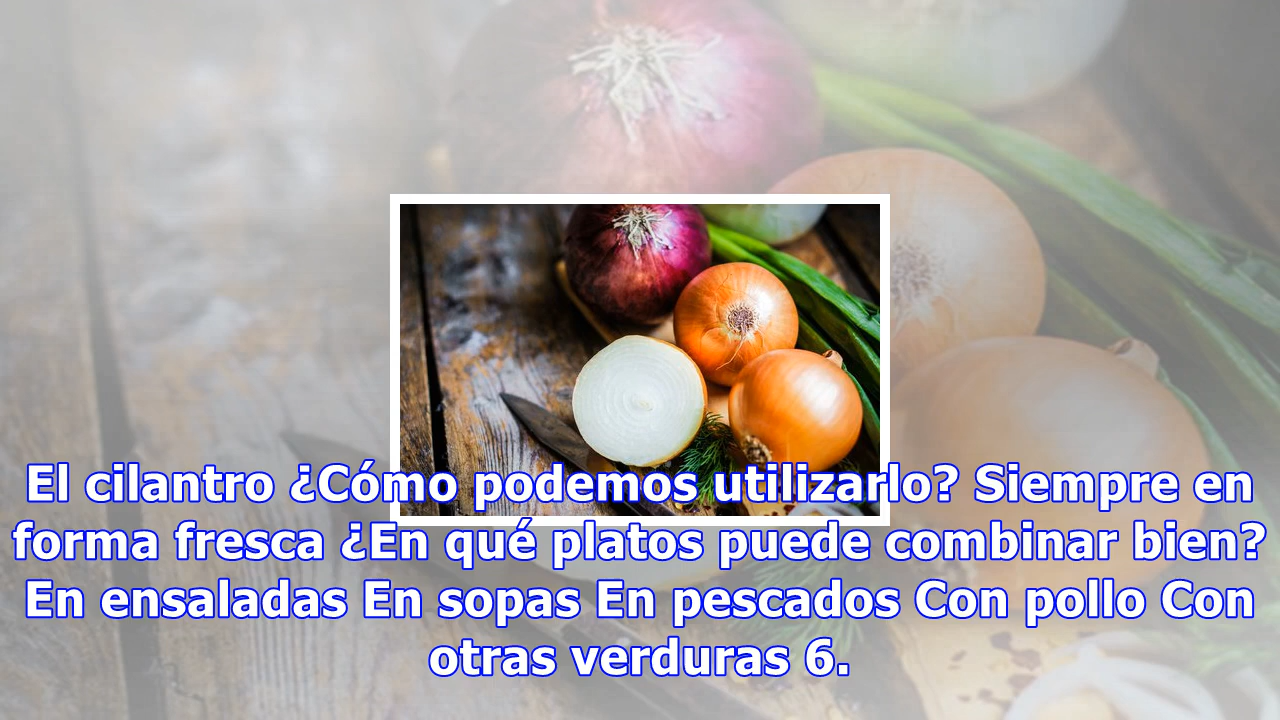 El cilantro ¿Cómo podemos utilizarlo? Siempre en
forma fresca ¿En qué platos puede combinar bien?
En ensaladas En sopas En pescados Con pollo Con
otras verduras 6.